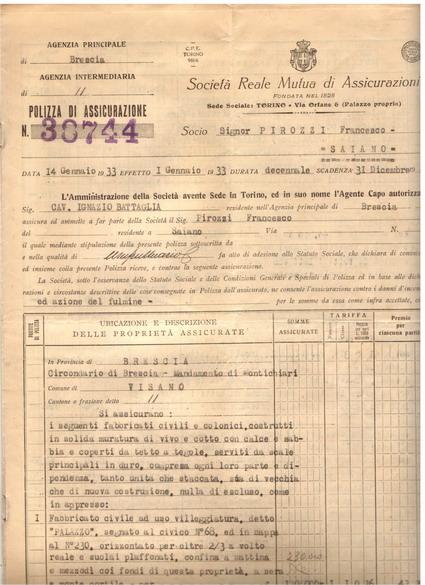 AGENZIA PRINCIPALE
di Brescia
AGENZIA INTERMEDIARIA
di II
POLIZZA DI ASSICURAZIONE
N. 30744
C.P.E.
TORINO
Società Reale Mutua di Assicurazioni
FONDATA NEL 1828
Sede Sociale: TORINO - Via Orfane 6 (Palazzo proprio)
Socio Signor PIROZZI Francesco -
= SAIANO =
DATA 14 Gennaio 1933 EFFETTO I Gennaio 1933 DURATA decennale SCADENZA 31 Dicembre
L'Amministrazione della Società avente Sede in Torino, ed in suo nome l'Agente Capo autorizza
Sig. CAV. IGNAZIO BATTAGLIA residente nell'Agenzia principale di Brescia
assicura ed ammette a far parte della Società il Sig. Pirozzi Francesco
del residente a Saiano Via N.
il quale mediante stipulazione della presente polizza sottoscritta da
e nella qualità di fa atto di adesione allo Statuto Sociale, che dichiara di conoscere
ed insieme colla presente Polizza riceve, e contrae la seguente assicurazione.
La Società, sotto l'osservanza dello Statuto Sociale e delle Condizioni Generali e Speciali di Polizza ed in base alle dichi
razioni e circostanze descrittive delle cose consegnate in Polizza dall'assicurato, ne consente l'assicurazione contro i danni d'incen
ed azione del fulmine - per le somme da essa come infra accettate,
UBICAZIONE E DESCRIZIONE
DELLE PROPRIETÀ ASSICURATE
SOMME
ASSICURATE
TARIFFA
Premio
per
ciascuna partita
In Provincia di BRESCIA
Circondario di Brescia - Mandamento di Montichiari
Comune di VISANO
Cantone o frazione detto II
Si assicurano :
i seguenti fabbricati civili e colonici, costrutti
in solida muratura di vivo e cotto con calce e sab-
bia e coperti da tetto a tegole, serviti da scale
principali in duro, compresa ogni loro parte e di-
pendenza, tanto unita che staccata, sia di vecchia
che di nuova costruzione, nulla di escluso, come
in appresso:
I Fabbricato civile ad uso villeggiatura, detto
"PALAZZO", segnato al civico N°68, ed in mappa
al N°230, orizzontato per oltre 2/3 a volto
reale e suolai plaffonati, confina a mattina
e mezzodì coi fondi di questa proprietà, a sera